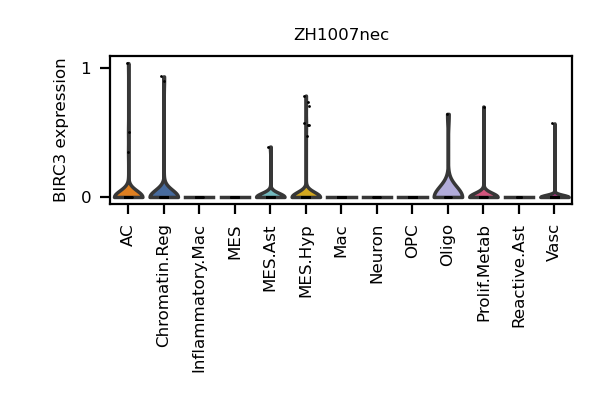 ZH1007nec
BIRC3 expression
1
0
AC
Chromatin.Reg
Inflammatory.Mac
MES
MES.Ast
MES.Hyp
Mac
Neuron
OPC
Oligo
Prolif.Metab
Reactive.Ast
Vasc